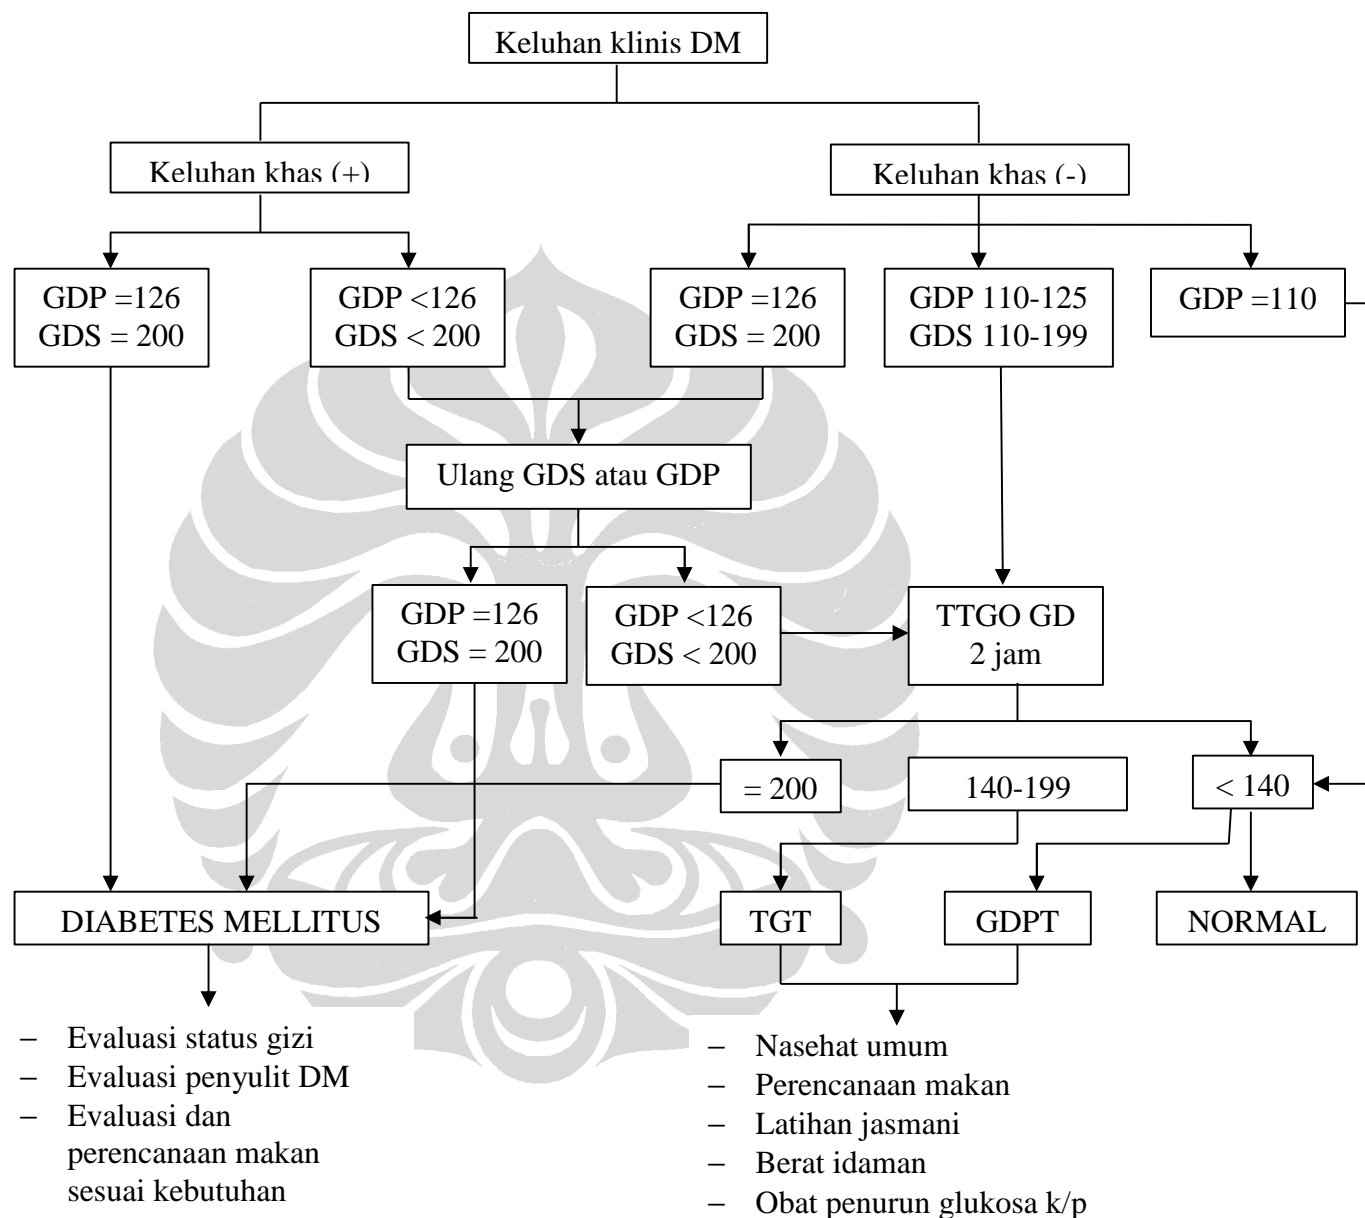 Keluhan klinis DM
Keluhan khas (+)
Keluhan khas (-)
GDP =126
GDS = 200
GDP <126
GDS < 200
GDP =126
GDS = 200
GDP 110-125
GDS 110-199
GDP =110
Ulang GDS atau GDP
GDP =126
GDS = 200
GDP <126
GDS < 200
TTGO GD
2 jam
= 200
140-199
< 140
DIABETES MELLITUS
TGT
GDPT
NORMAL
– Evaluasi status gizi
– Evaluasi penyulit DM
– Evaluasi dan
perencanaan makan
sesuai kebutuhan
– Nasehat umum
– Perencanaan makan
– Latihan jasmani
– Berat idaman
– Obat penurun glukosa k/p